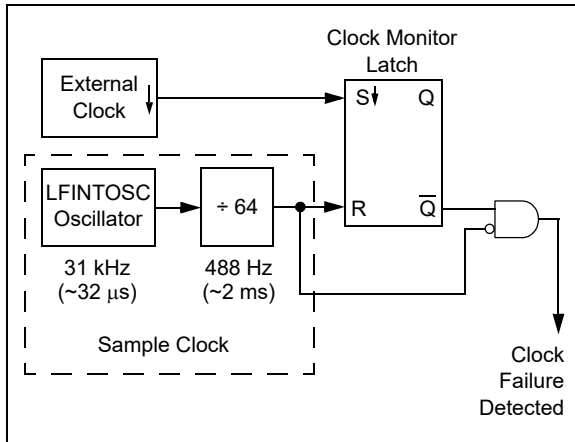 Clock Monitor
Latch
External
Clock
S
Q
LFINTOSC
Oscillator
÷ 64
R
Q̅
31 kHz
(~32 μs)
488 Hz
(~2 ms)
Sample Clock
Clock
Failure
Detected